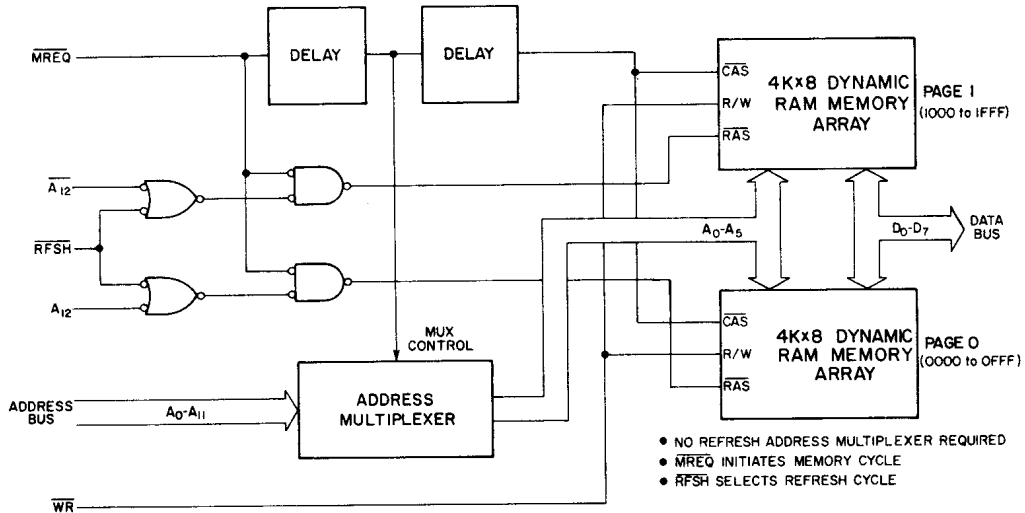 MREQ
DELAY
DELAY
CAS
R/W
RAS
4K×8 DYNAMIC
RAM MEMORY
ARRAY
PAGE 1
(1000 to 1FFF)
A12
RFSH
A12
A0-A5
D0-D7
DATA
BUS
MUX
CONTROL
CAS
R/W
RAS
4K×8 DYNAMIC
RAM MEMORY
ARRAY
PAGE 0
(0000 to 0FFF)
ADDRESS
BUS
A0-A11
ADDRESS
MULTIPLEXER
• NO REFRESH ADDRESS MULTIPLEXER REQUIRED
• MREQ INITIATES MEMORY CYCLE
• RFSH SELECTS REFRESH CYCLE
WR